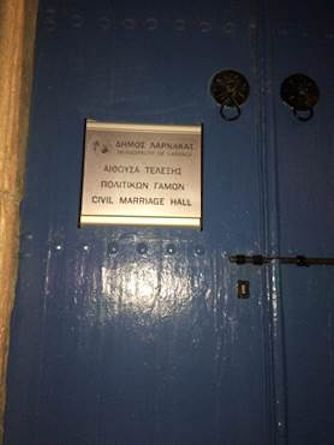 ΔΗΜΟΣ ΛΑΡΝΑΚΑΣ
MUNICIPALITY OF LARNACA
ΑΙΘΟΥΣΑ ΤΕΛΕΣΗΣ
ΠΟΛΙΤΙΚΩΝ ΓΑΜΩΝ
CIVIL MARRIAGE HALL